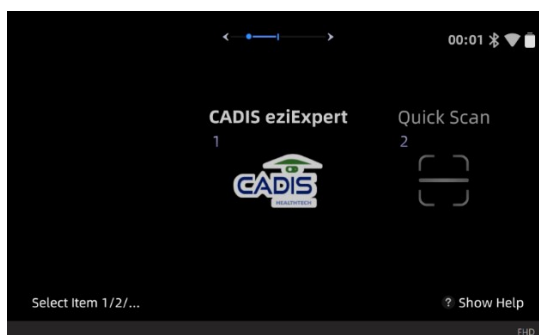 00:01
CADIS eziExpert
Quick Scan
1
2
CADIS
HEALTHTECH
Select Item 1/2/...
? Show Help
FHD